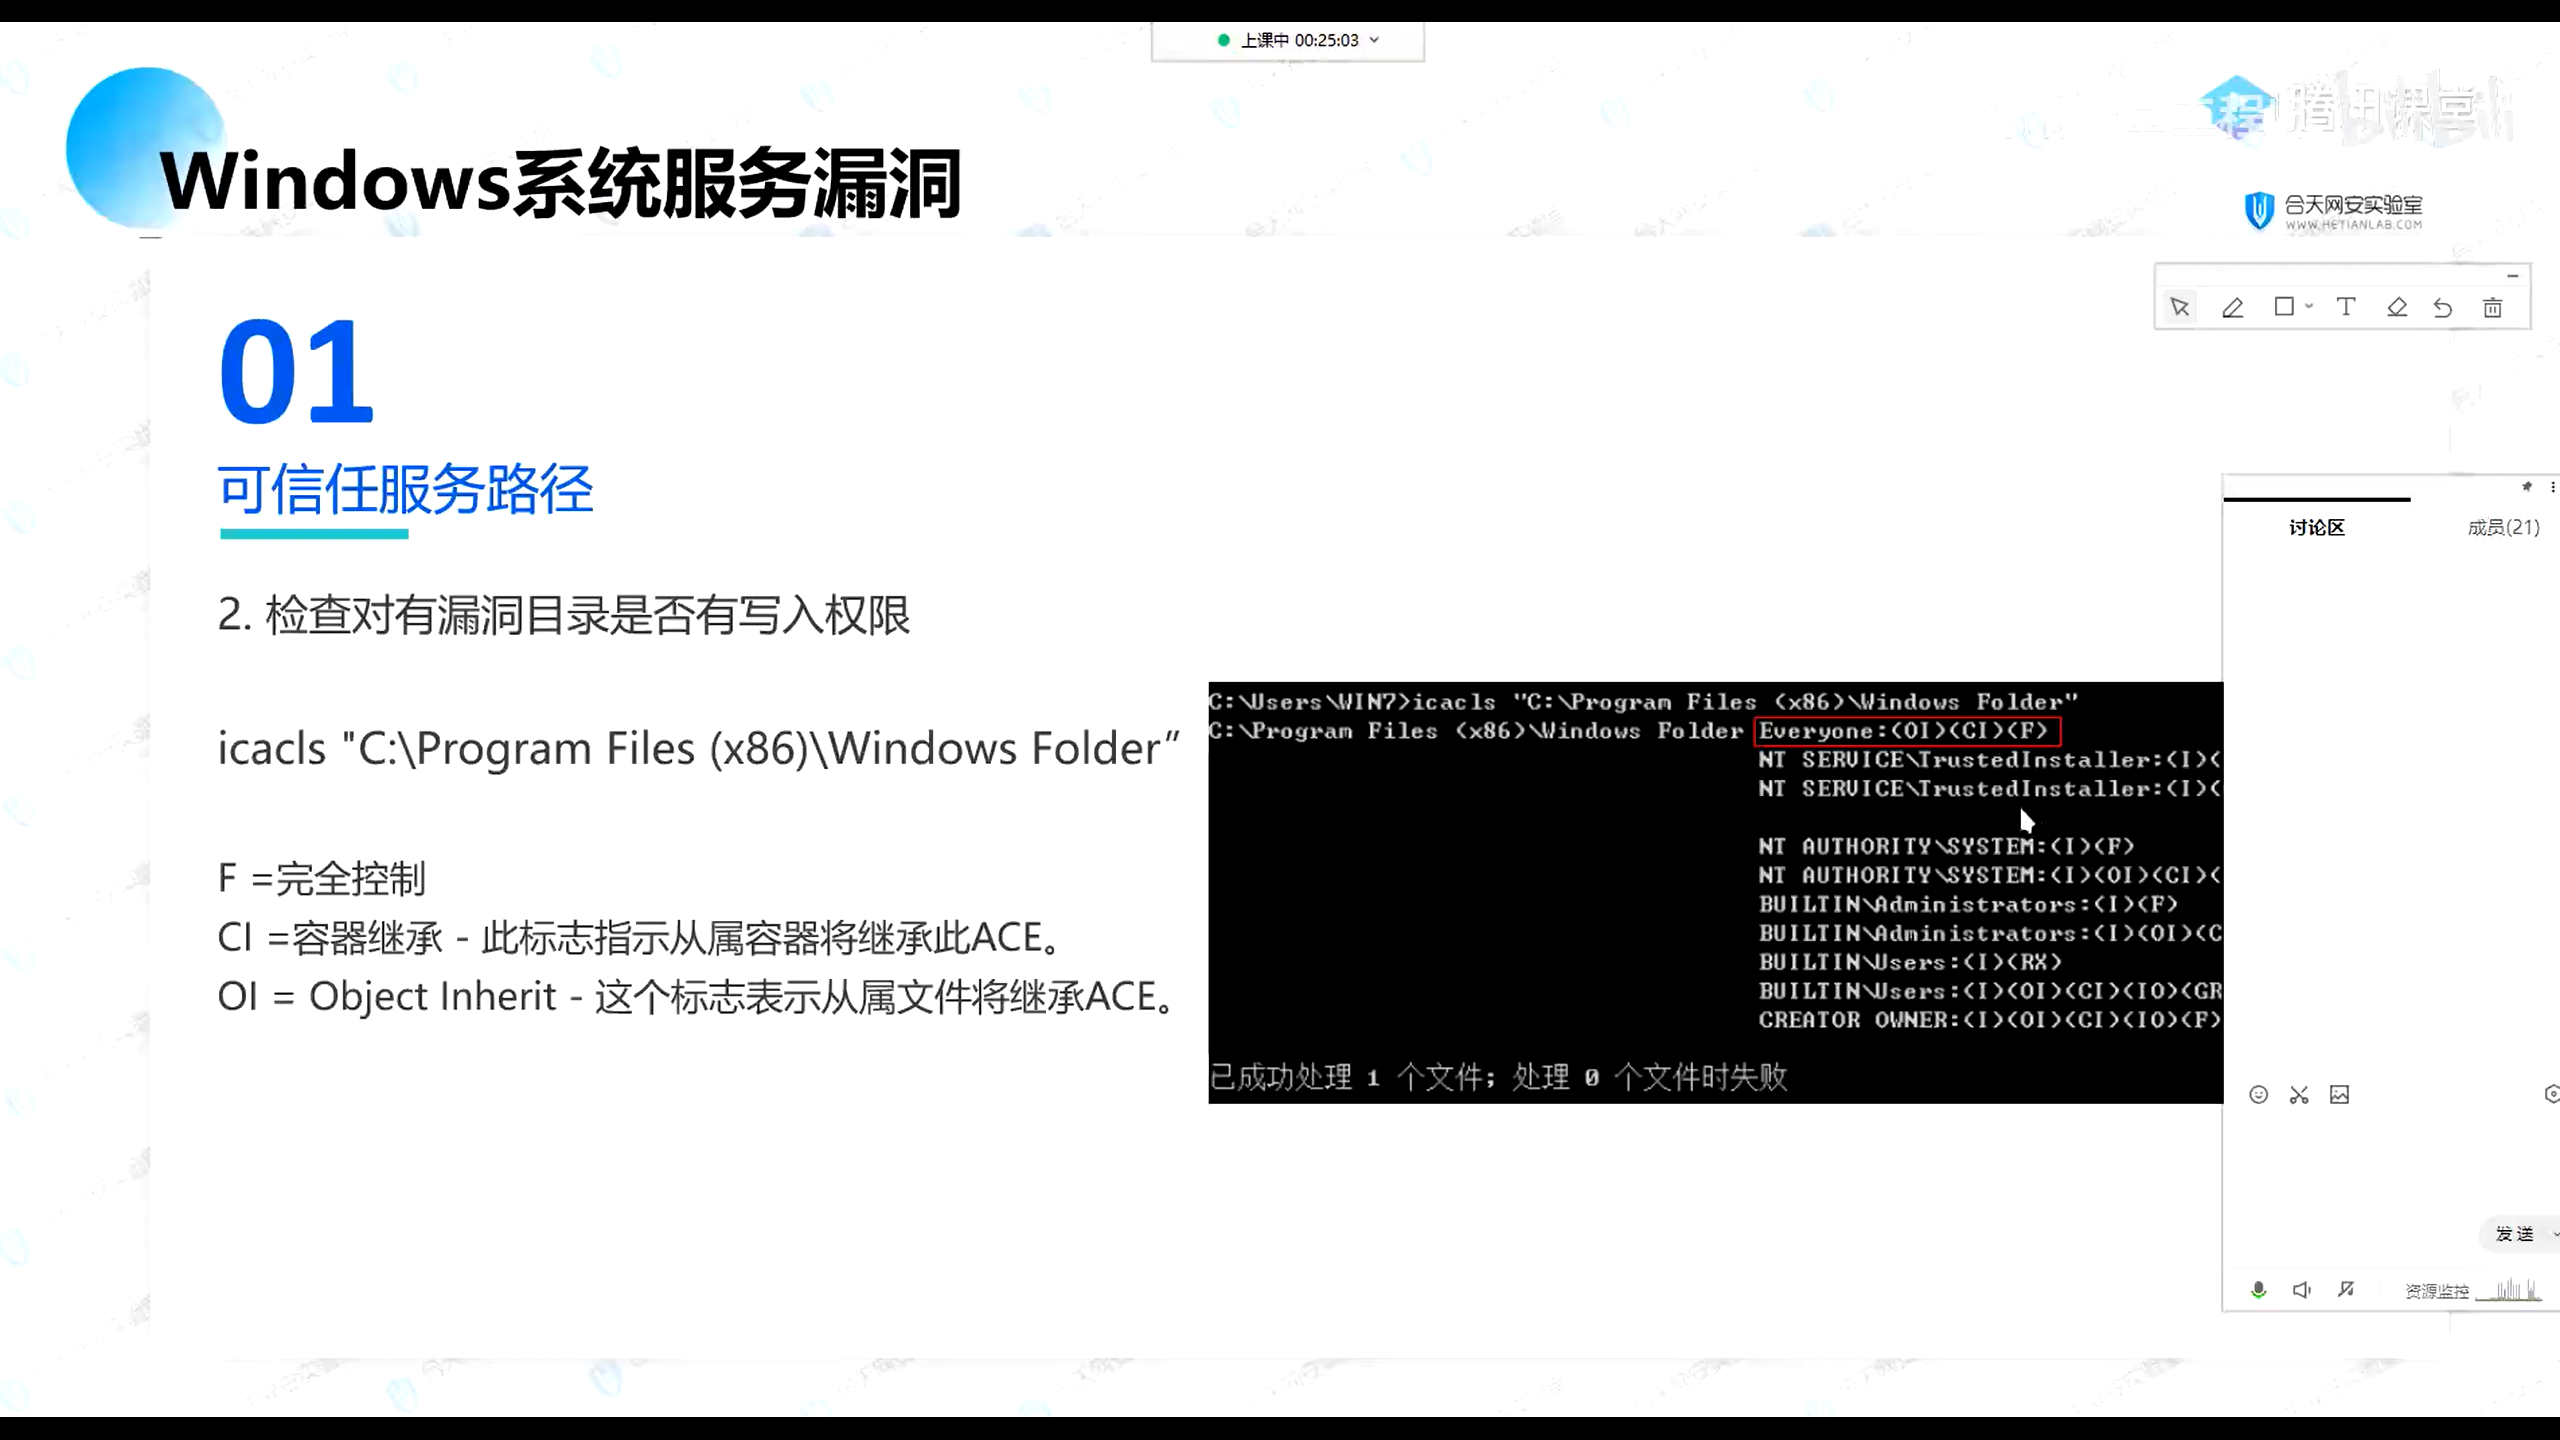 上课中 00:25:03
腾讯课堂
Windows系统服务漏洞
合天网安实验室
WWW.HETIANLAB.COM
01
可信任服务路径
2. 检查对有漏洞目录是否有写入权限
icacls "C:\Program Files (x86)\Windows Folder”
F =完全控制
CI =容器继承 - 此标志指示从属容器将继承此ACE。
OI = Object Inherit - 这个标志表示从属文件将继承ACE。
C:\Users\WIN7>icacls "C:\Program Files (x86)\Windows Folder"
C:\Program Files (x86)\Windows Folder Everyone:(OI)(CI)(F)
NT SERVICE\TrustedInstaller:(I)(
NT SERVICE\TrustedInstaller:(I)(
NT AUTHORITY\SYSTEM:(I)(F)
NT AUTHORITY\SYSTEM:(I)(OI)(CI)(
BUILTIN\Administrators:(I)(F)
BUILTIN\Administrators:(I)(OI)(C
BUILTIN\Users:(I)(RX)
BUILTIN\Users:(I)(OI)(CI)(IO)(GR
CREATOR OWNER:(I)(OI)(CI)(IO)(F)
已成功处理 1 个文件; 处理 0 个文件时失败
讨论区
成员(21)
发送
资源监控